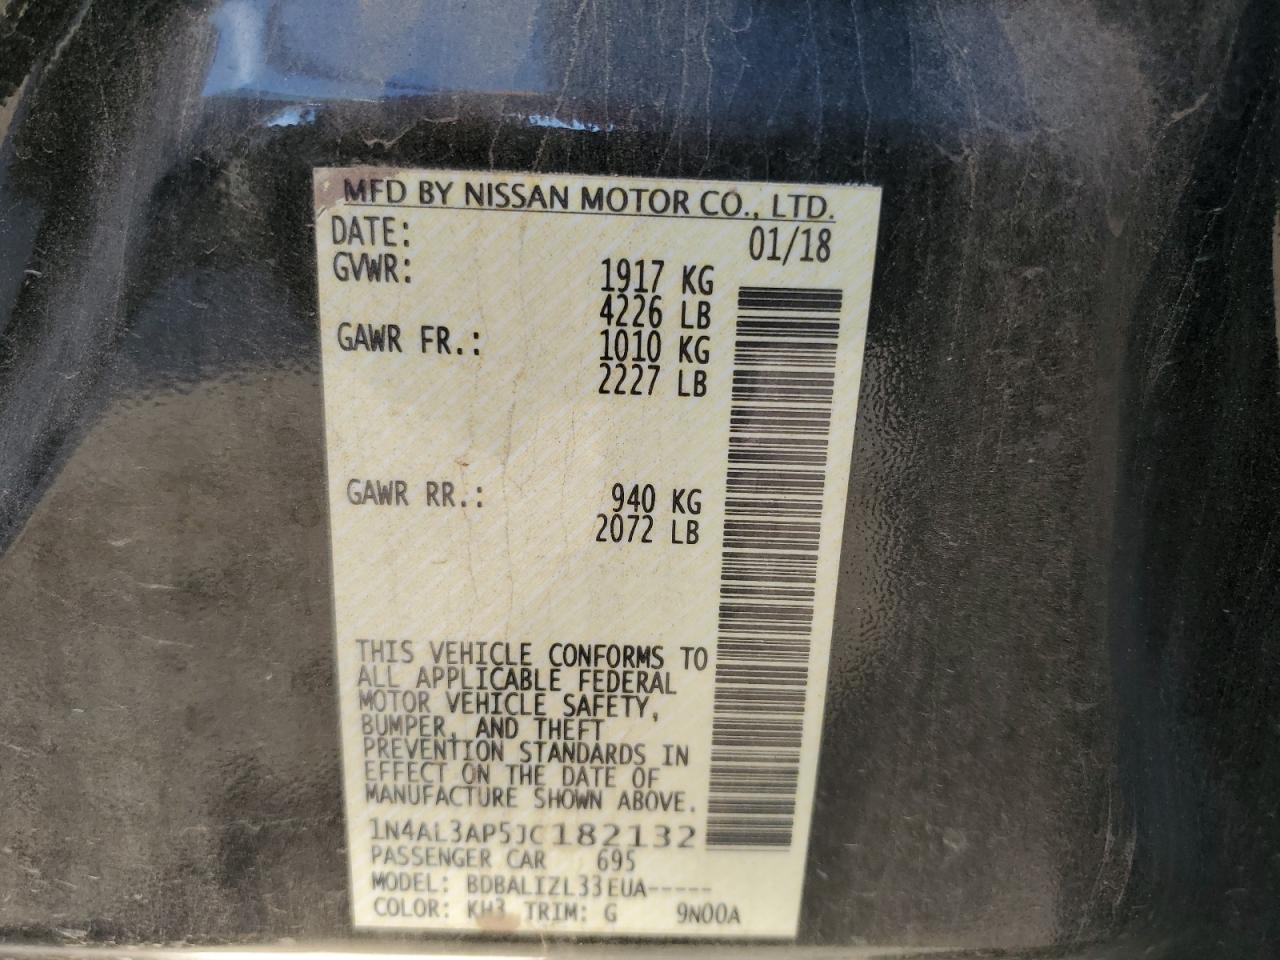 MFD BY NISSAN MOTOR CO., LTD.
DATE: 01/18
GVWR: 1917 KG
4226 LB
GAWR FR.: 1010 KG
2227 LB
GAWR RR.: 940 KG
2072 LB
THIS VEHICLE CONFORMS TO
ALL APPLICABLE FEDERAL
MOTOR VEHICLE SAFETY,
BUMPER, AND THEFT
PREVENTION STANDARDS IN
EFFECT ON THE DATE OF
MANUFACTURE SHOWN ABOVE.
1N4AL3AP5JC182132
PASSENGER CAR 695
MODEL: BDBALIZL33EUA-----
COLOR: KH3 TRIM: G 9N00A